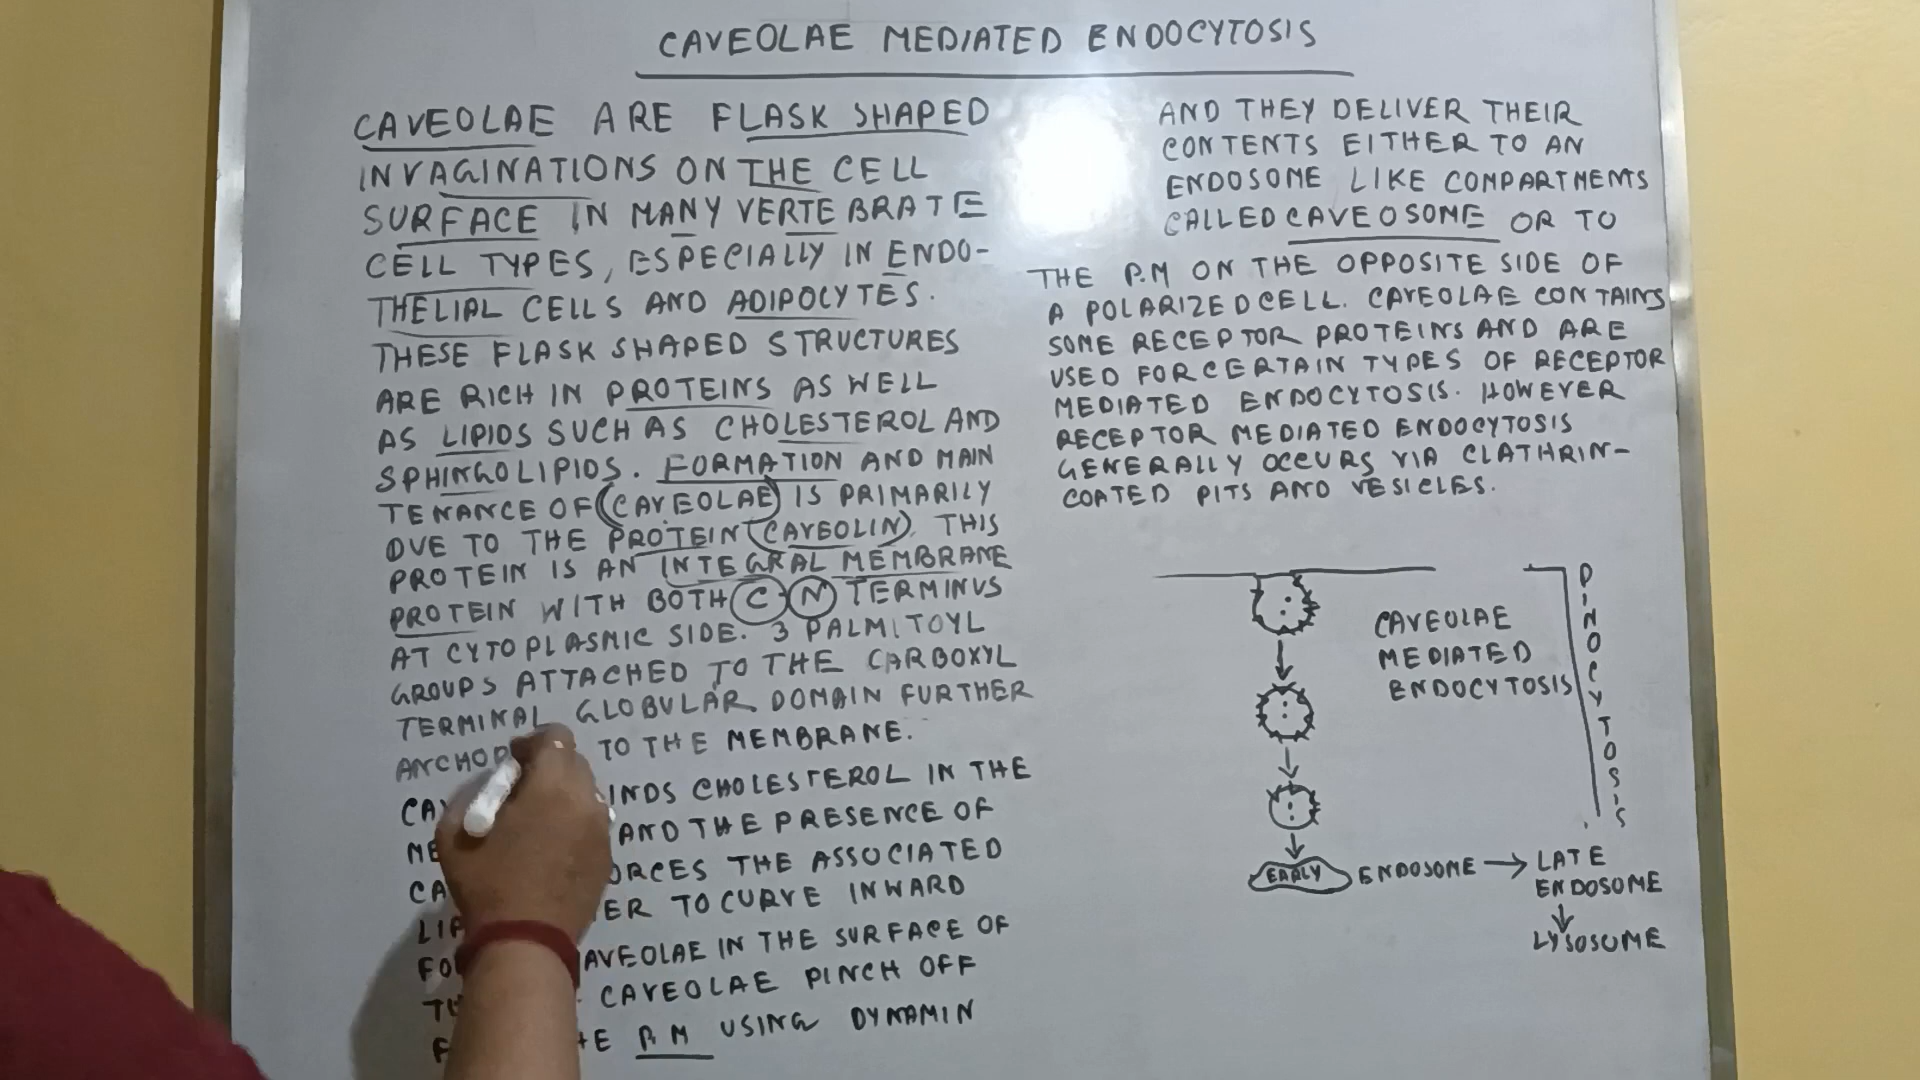 CAVEOLAE MEDIATED ENDOCYTOSIS
CAVEOLAE ARE FLASK SHAPED
INVAGINATIONS ON THE CELL
SURFACE IN MANY VERTEBRATE
CELL TYPES, ESPECIALLY IN ENDO-
THELIAL CELLS AND ADIPOCYTES.
THESE FLASK SHAPED STRUCTURES
ARE RICH IN PROTEINS AS WELL
AS LIPIDS SUCH AS CHOLESTEROL AND
SPHINGOLIPIDS. FORMATION AND MAIN
TENANCE OF (CAVEOLAE) IS PRIMARILY
DUE TO THE PROTEIN (CAVEOLIN). THIS
PROTEIN IS AN INTEGRAL MEMBRANE
PROTEIN WITH BOTH C N TERMINUS
AT CYTOPLASMIC SIDE. 3 PALMITOYL
GROUPS ATTACHED TO THE CARBOXYL
TERMINAL GLOBULAR DOMAIN FURTHER
TO THE MEMBRANE.
CHOLESTEROL IN THE
AND THE PRESENCE OF
THE ASSOCIATED
TO CURVE INWARD
IN THE SURFACE OF
CAVEOLAE PINCH OFF
P.M USING DYNAMIN
AND THEY DELIVER THEIR
CONTENTS EITHER TO AN
ENDOSOME LIKE COMPARTMENTS
CALLED CAVEOSOME OR TO
THE P.M ON THE OPPOSITE SIDE OF
A POLARIZED CELL. CAVEOLAE CONTAINS
SOME RECEPTOR PROTEINS AND ARE
USED FOR CERTAIN TYPES OF RECEPTOR
MEDIATED ENDOCYTOSIS. HOWEVER
RECEPTOR MEDIATED ENDOCYTOSIS
GENERALLY OCCURS VIA CLATHRIN-
COATED PITS AND VESICLES.
CAVEOLAE
MEDIATED
ENDOCYTOSIS
PINOCYTOSIS
EARLY ENDOSOME → LATE
ENDOSOME
↓
LYSOSOME